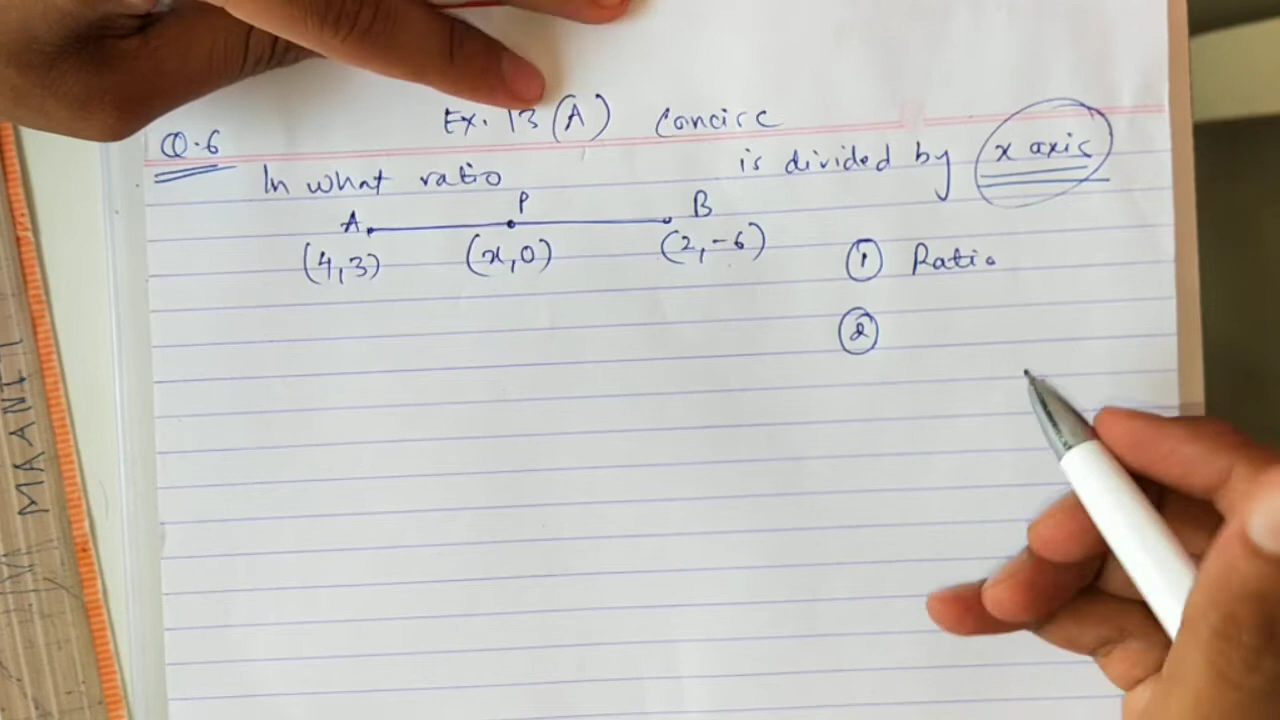 Ex. 13 (A) Concise
Q.6
In what ratio is divided by x axis
A P B
(4,3) (x,0) (2,-6)
① Ratio
②
MAANEET